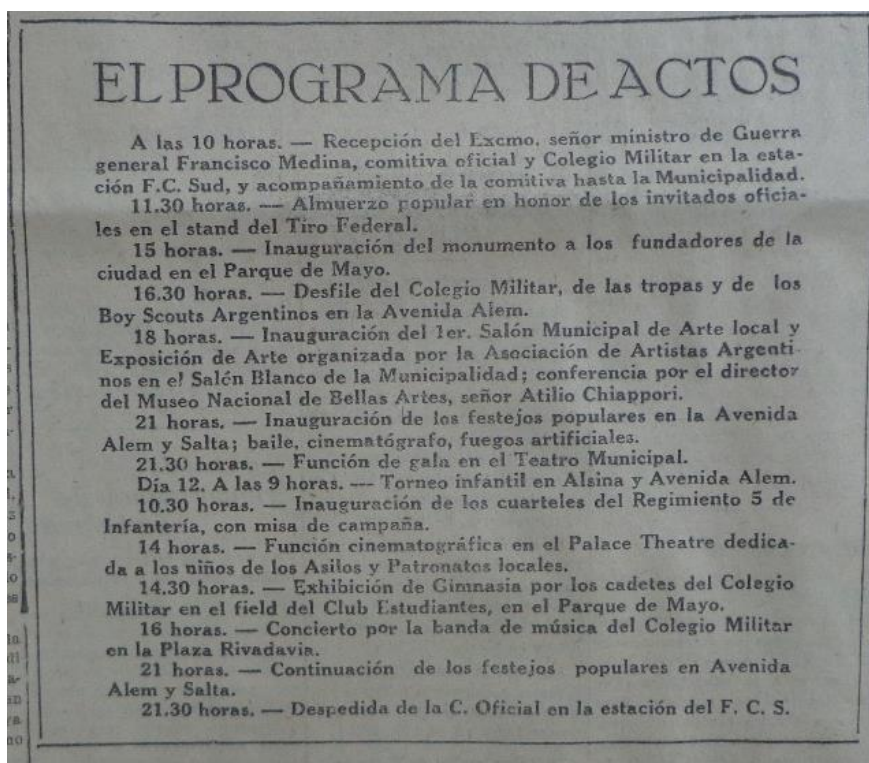 EL PROGRAMA DE ACTOS
A las 10 horas. — Recepción del Excmo. señor ministro de Guerra
general Francisco Medina, comitiva oficial y Colegio Militar en la esta-
ción F.C. Sud, y acompañamiento de la comitiva hasta la Municipalidad.
11.30 horas. — Almuerzo popular en honor de los invitados oficia-
les en el stand del Tiro Federal.
15 horas. — Inauguración del monumento a los fundadores de la
ciudad en el Parque de Mayo.
16.30 horas. — Desfile del Colegio Militar, de las tropas y de los
Boy Scouts Argentinos en la Avenida Alem.
18 horas. — Inauguración del 1er. Salón Municipal de Arte local y
Exposición de Arte organizada por la Asociación de Artistas Argenti-
nos en el Salón Blanco de la Municipalidad; conferencia por el director
del Museo Nacional de Bellas Artes, señor Atilio Chiappori.
21 horas. — Inauguración de los festejos populares en la Avenida
Alem y Salta; baile, cinematógrafo, fuegos artificiales.
21.30 horas. — Función de gala en el Teatro Municipal.
Día 12. A las 9 horas. — Torneo infantil en Alsina y Avenida Alem.
10.30 horas. — Inauguración de los cuarteles del Regimiento 5 de
Infantería, con misa de campaña.
14 horas. — Función cinematográfica en el Palace Theatre dedica-
da a los niños de los Asilos y Patronatos locales.
14.30 horas. — Exhibición de Gimnasia por los cadetes del Colegio
Militar en el field del Club Estudiantes, en el Parque de Mayo.
16 horas. — Concierto por la banda de música del Colegio Militar
en la Plaza Rivadavia.
21 horas. — Continuación de los festejos populares en Avenida
Alem y Salta.
21.30 horas. — Despedida de la C. Oficial en la estación del F. C. S.